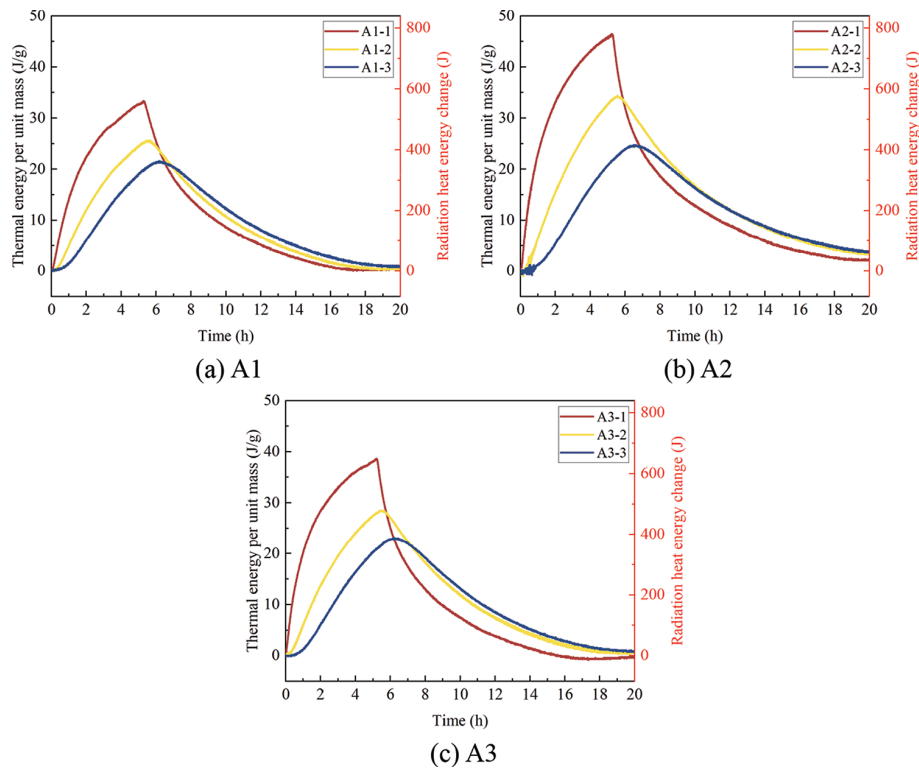 50
40
30
20
10
0
Thermal energy per unit mass (J/g)
A1-1
A1-2
A1-3
800
600
400
200
0
Radiation heat energy change (J)
0 2 4 6 8 10 12 14 16 18 20
Time (h)
(a) A1
50
40
30
20
10
0
Thermal energy per unit mass (J/g)
A2-1
A2-2
A2-3
800
600
400
200
0
Radiation heat energy change (J)
0 2 4 6 8 10 12 14 16 18 20
Time (h)
(b) A2
50
40
30
20
10
0
Thermal energy per unit mass (J/g)
A3-1
A3-2
A3-3
800
600
400
200
0
Radiation heat energy change (J)
0 2 4 6 8 10 12 14 16 18 20
Time (h)
(c) A3